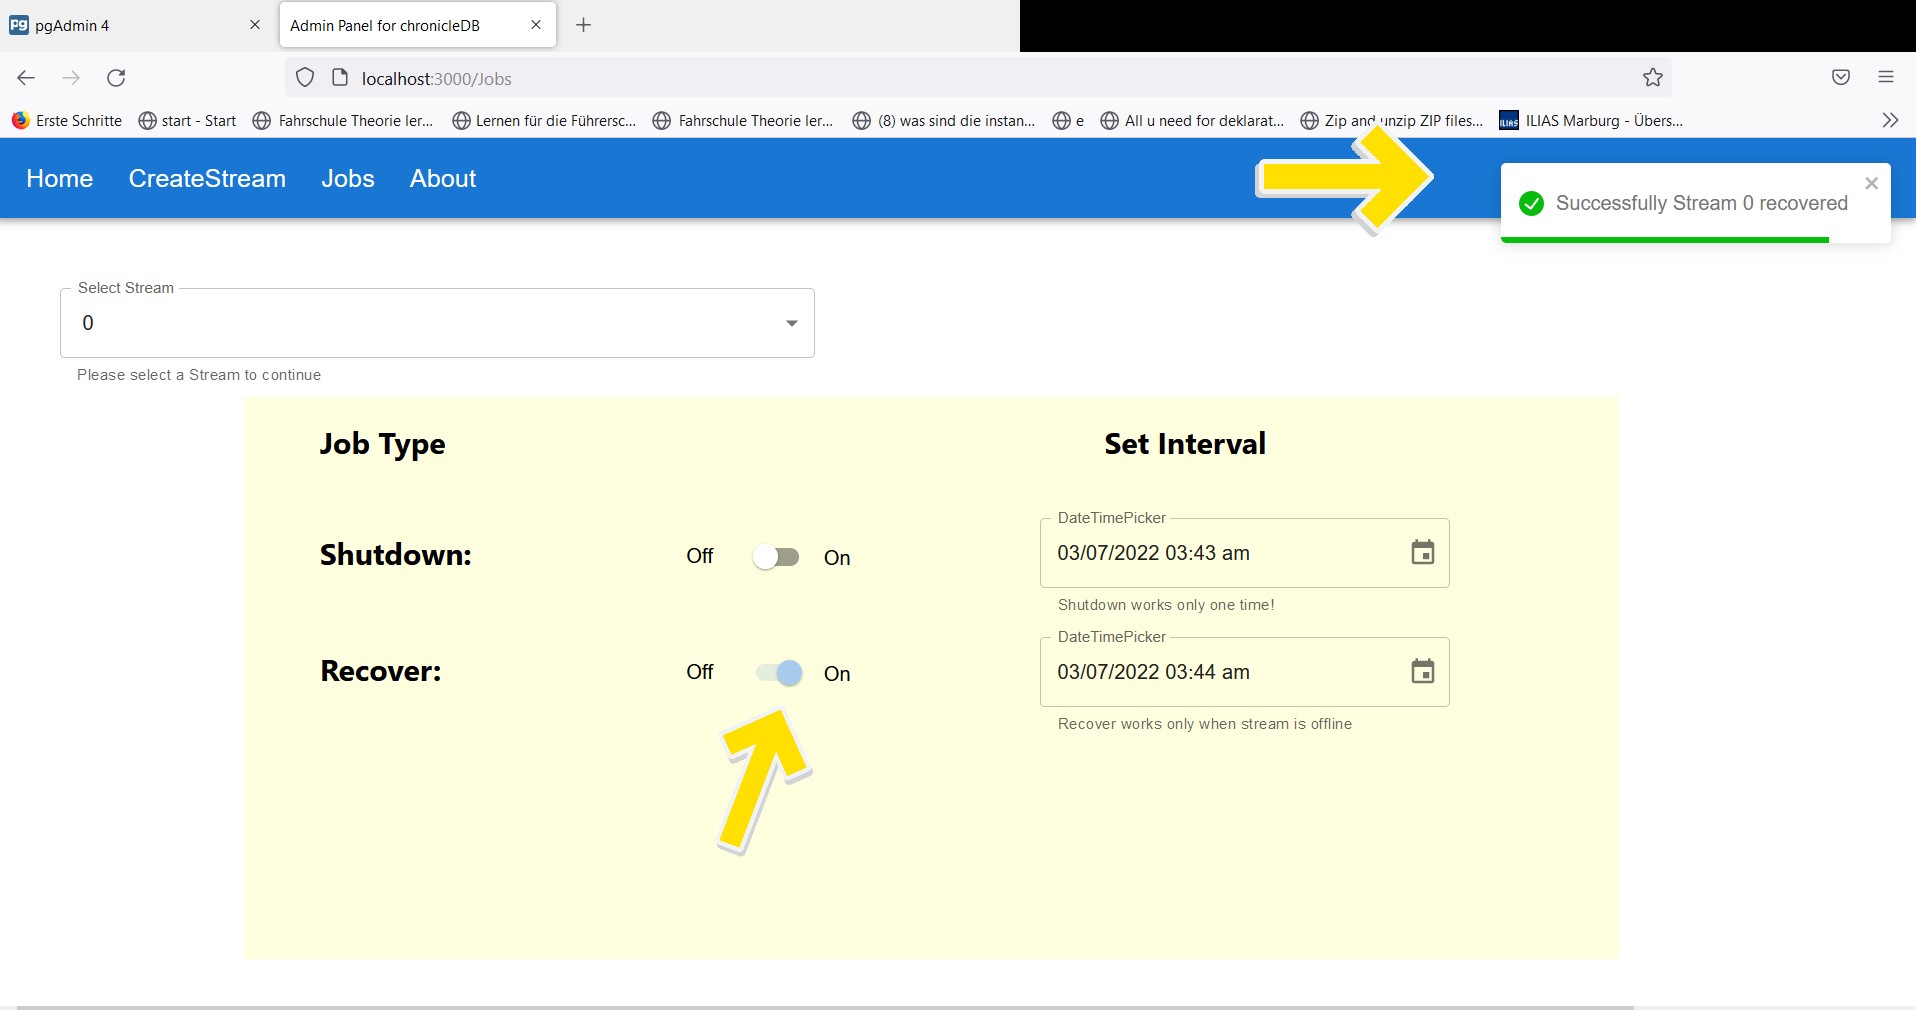 pg pgAdmin 4
Admin Panel for chronicleDB
localhost:3000/Jobs
Erste Schritte start - Start Fahrschule Theorie ler... Lernen für die Führersc... Fahrschule Theorie ler... (8) was sind die instan... e All u need for deklarat... Zip and unzip ZIP files... ILIAS ILIAS Marburg - Übers...
Home CreateStream Jobs About
Successfully Stream 0 recovered
Select Stream
0
Please select a Stream to continue
Job Type Set Interval
DateTimePicker
Shutdown: Off On 03/07/2022 03:43 am
Shutdown works only one time!
DateTimePicker
Recover: Off On 03/07/2022 03:44 am
Recover works only when stream is offline